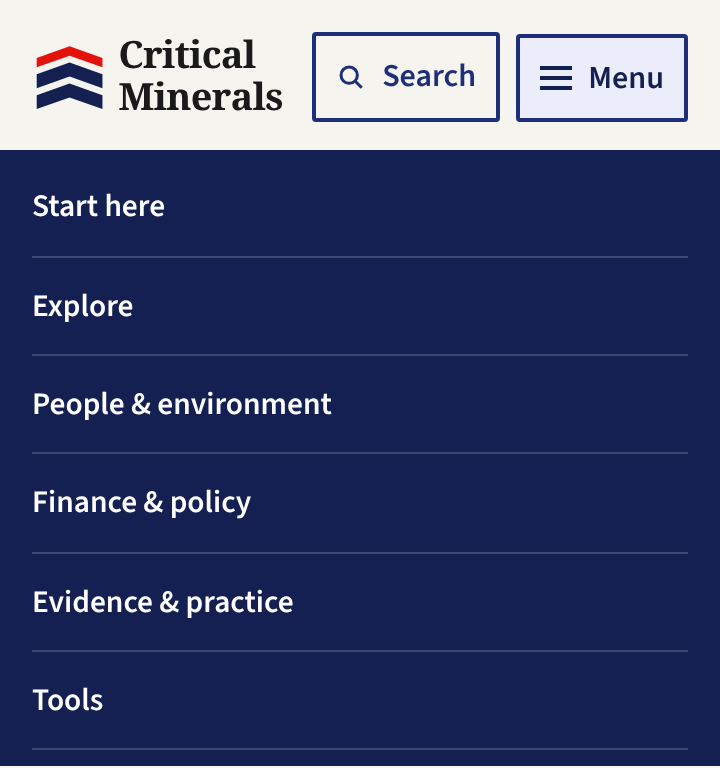 Critical
Minerals
Search
Menu
Start here
Explore
People & environment
Finance & policy
Evidence & practice
Tools